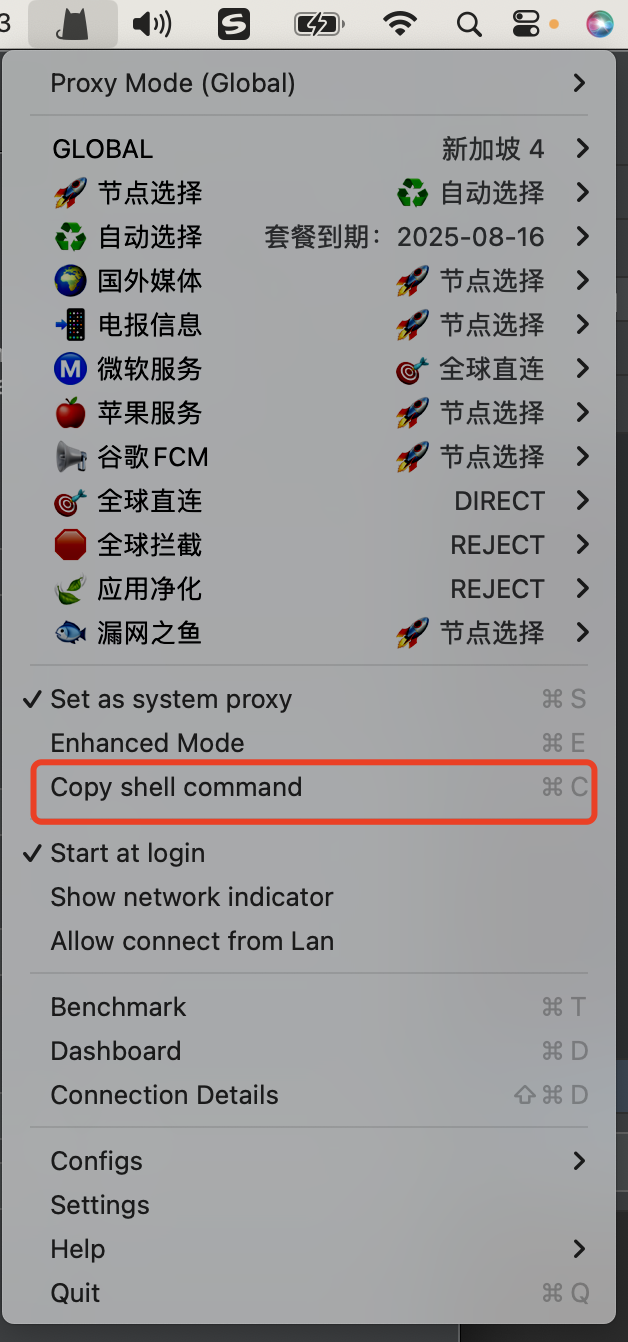 3
Proxy Mode (Global)
GLOBAL 新加坡 4
节点选择 自动选择
自动选择 套餐到期：2025-08-16
国外媒体 节点选择
电报信息 节点选择
微软服务 全球直连
苹果服务 节点选择
谷歌FCM 节点选择
全球直连 DIRECT
全球拦截 REJECT
应用净化 REJECT
漏网之鱼 节点选择
Set as system proxy ⌘ S
Enhanced Mode ⌘ E
Copy shell command ⌘ C
Start at login
Show network indicator
Allow connect from Lan
Benchmark ⌘ T
Dashboard ⌘ D
Connection Details ⇧ ⌘ D
Configs
Settings
Help
Quit ⌘ Q